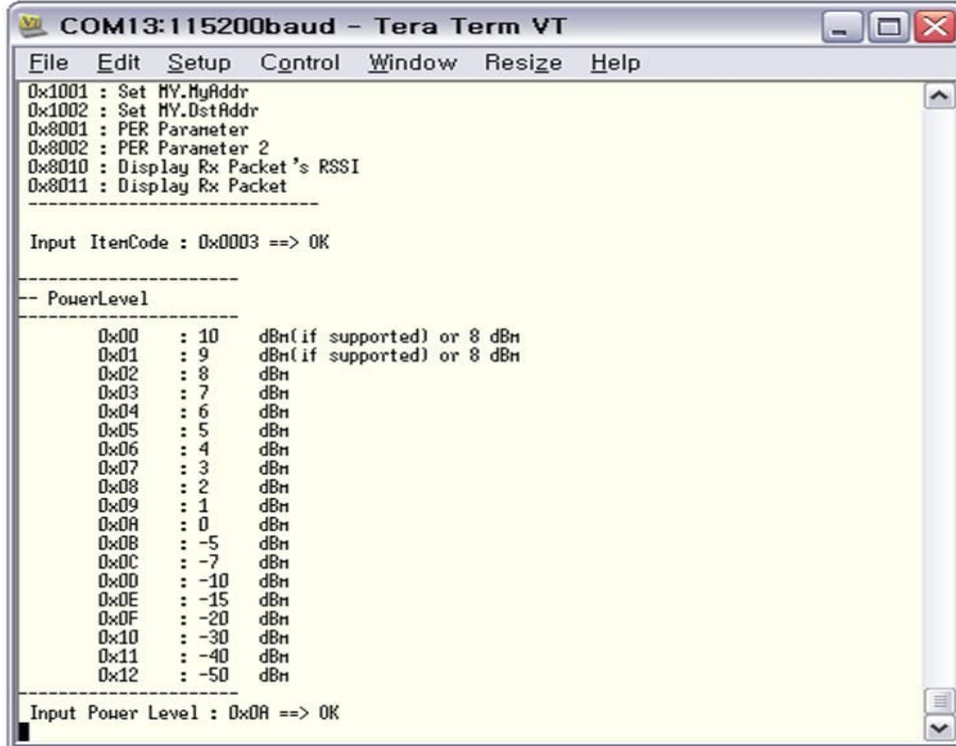 COM13:115200baud - Tera Term VT
File Edit Setup Control Window Resize Help
0x1001 : Set MY.MyAddr
0x1002 : Set MY.DstAddr
0x8001 : PER Parameter
0x8002 : PER Parameter 2
0x8010 : Display Rx Packet's RSSI
0x8011 : Display Rx Packet
-----------------------------
Input ItemCode : 0x0003 ==> OK
----------------------
-- PowerLevel
----------------------
0x00 : 10 dBm(if supported) or 8 dBm
0x01 : 9 dBm(if supported) or 8 dBm
0x02 : 8 dBm
0x03 : 7 dBm
0x04 : 6 dBm
0x05 : 5 dBm
0x06 : 4 dBm
0x07 : 3 dBm
0x08 : 2 dBm
0x09 : 1 dBm
0x0A : 0 dBm
0x0B : -5 dBm
0x0C : -7 dBm
0x0D : -10 dBm
0x0E : -15 dBm
0x0F : -20 dBm
0x10 : -30 dBm
0x11 : -40 dBm
0x12 : -50 dBm
----------------------
Input Power Level : 0x0A ==> OK